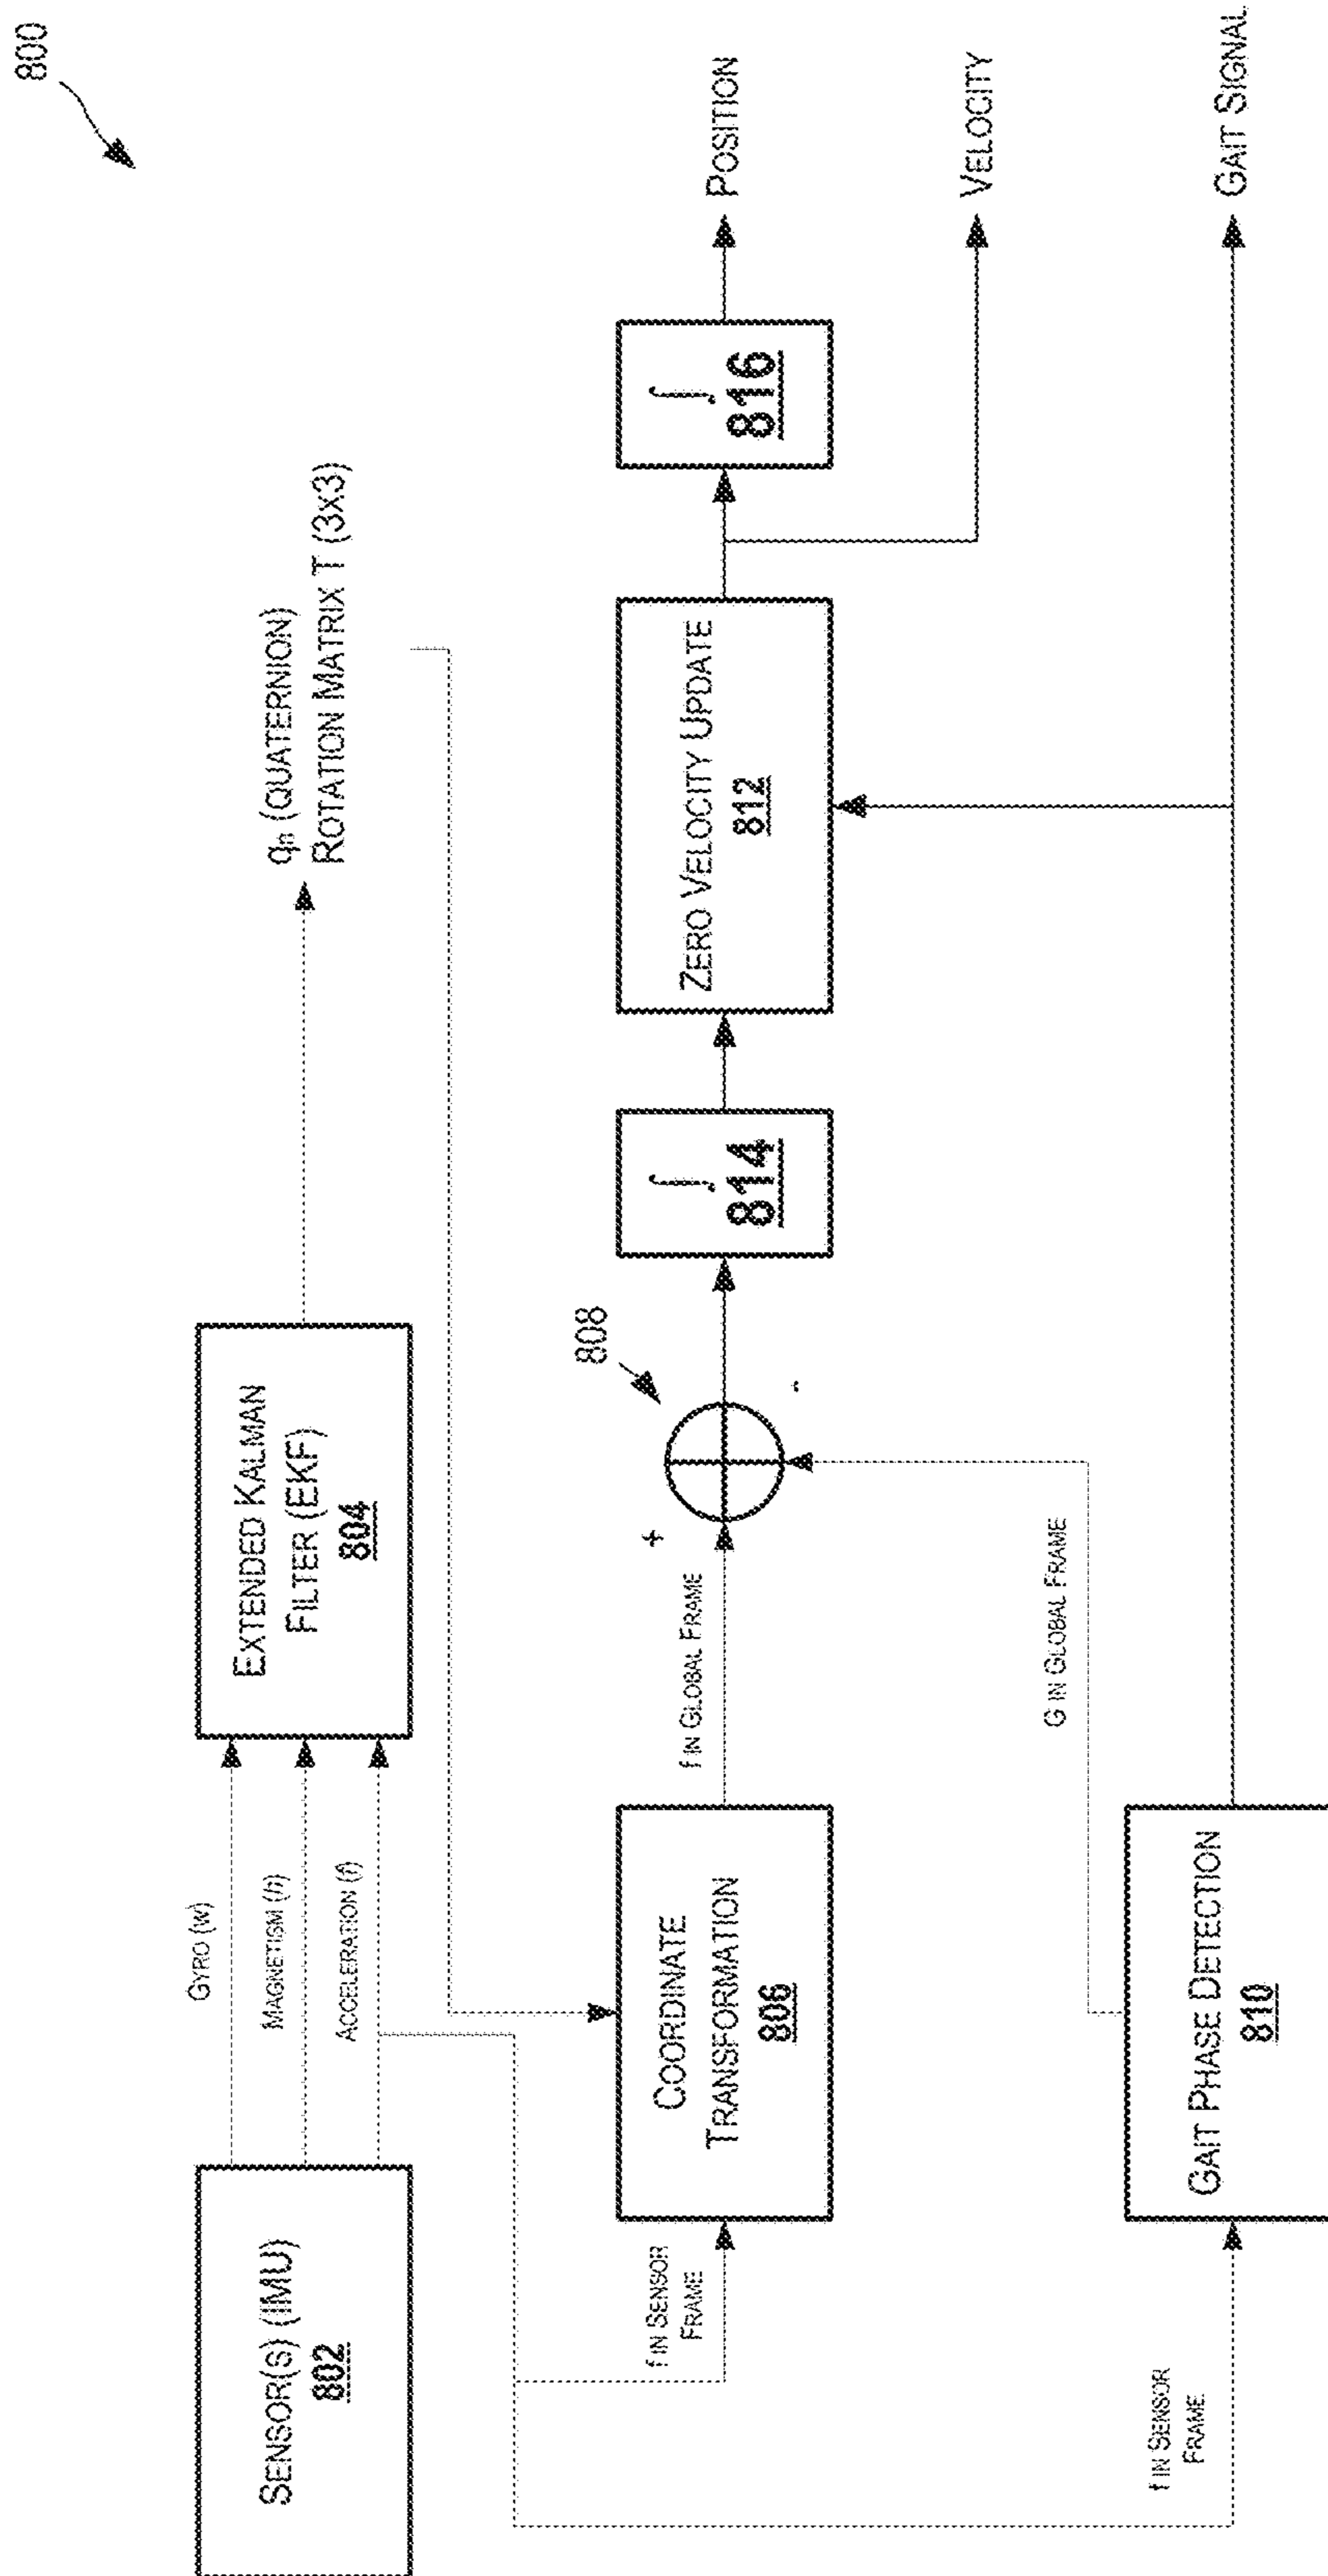 800
SENSOR(S) (IMU)
802
GYRO (w)
MAGNETISM (h)
ACCELERATION (f)
EXTENDED KALMAN
FILTER (EKF)
804
qn (QUATERNION)
ROTATION MATRIX T (3x3)
f IN SENSOR
FRAME
COORDINATE
TRANSFORMATION
806
f IN GLOBAL FRAME
+
-
808
∫
814
ZERO VELOCITY UPDATE
812
∫
816
POSITION
VELOCITY
G IN GLOBAL FRAME
f IN SENSOR
FRAME
GAIT PHASE DETECTION
810
GAIT SIGNAL